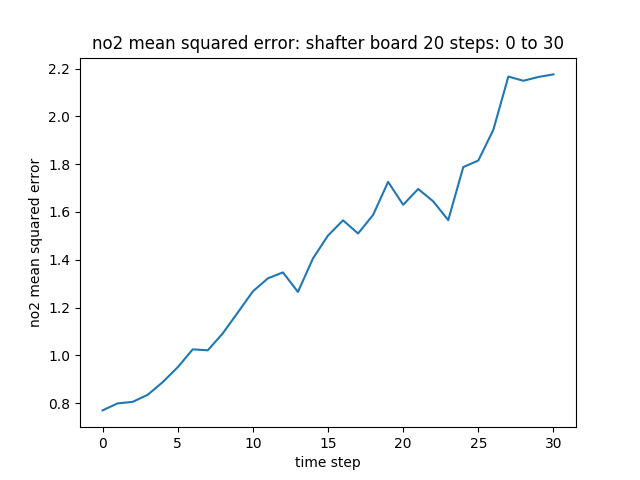 no2 mean squared error: shafter board 20 steps: 0 to 30
no2 mean squared error
2.2
2.0
1.8
1.6
1.4
1.2
1.0
0.8
0 5 10 15 20 25 30
time step